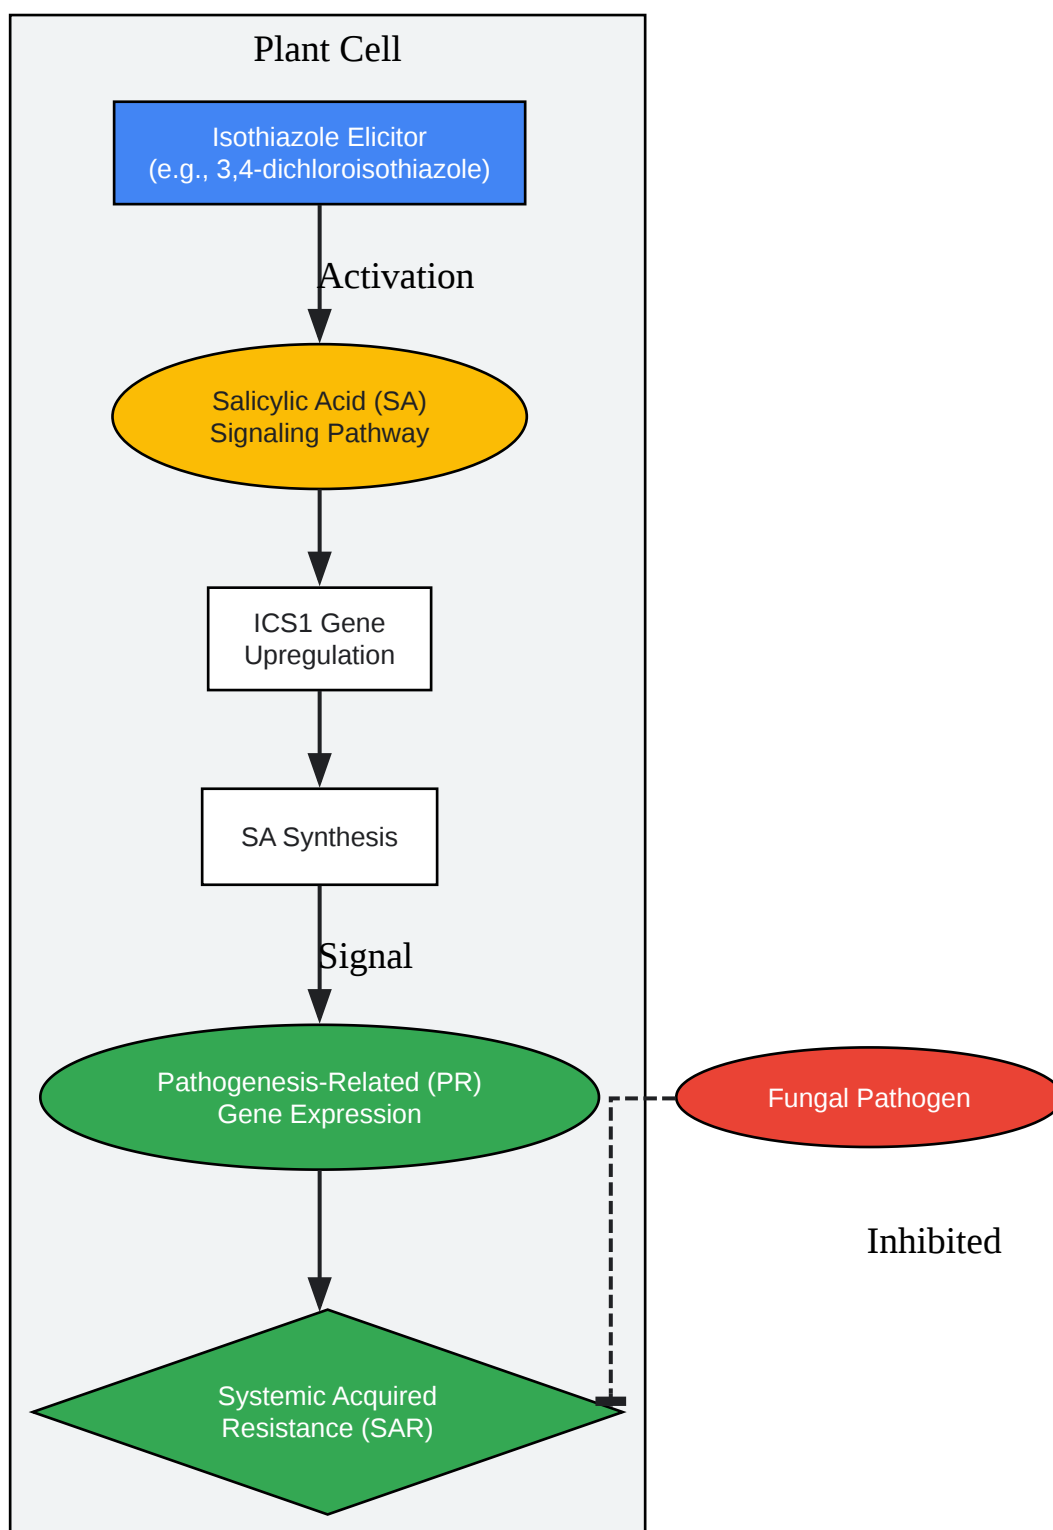 Plant Cell
Isothiazole Elicitor
(e.g., 3,4-dichloroisothiazole)
Activation
Salicylic Acid (SA)
Signaling Pathway
ICS1 Gene
Upregulation
SA Synthesis
Signal
Pathogenesis-Related (PR)
Gene Expression
Fungal Pathogen
Inhibited
Systemic Acquired
Resistance (SAR)